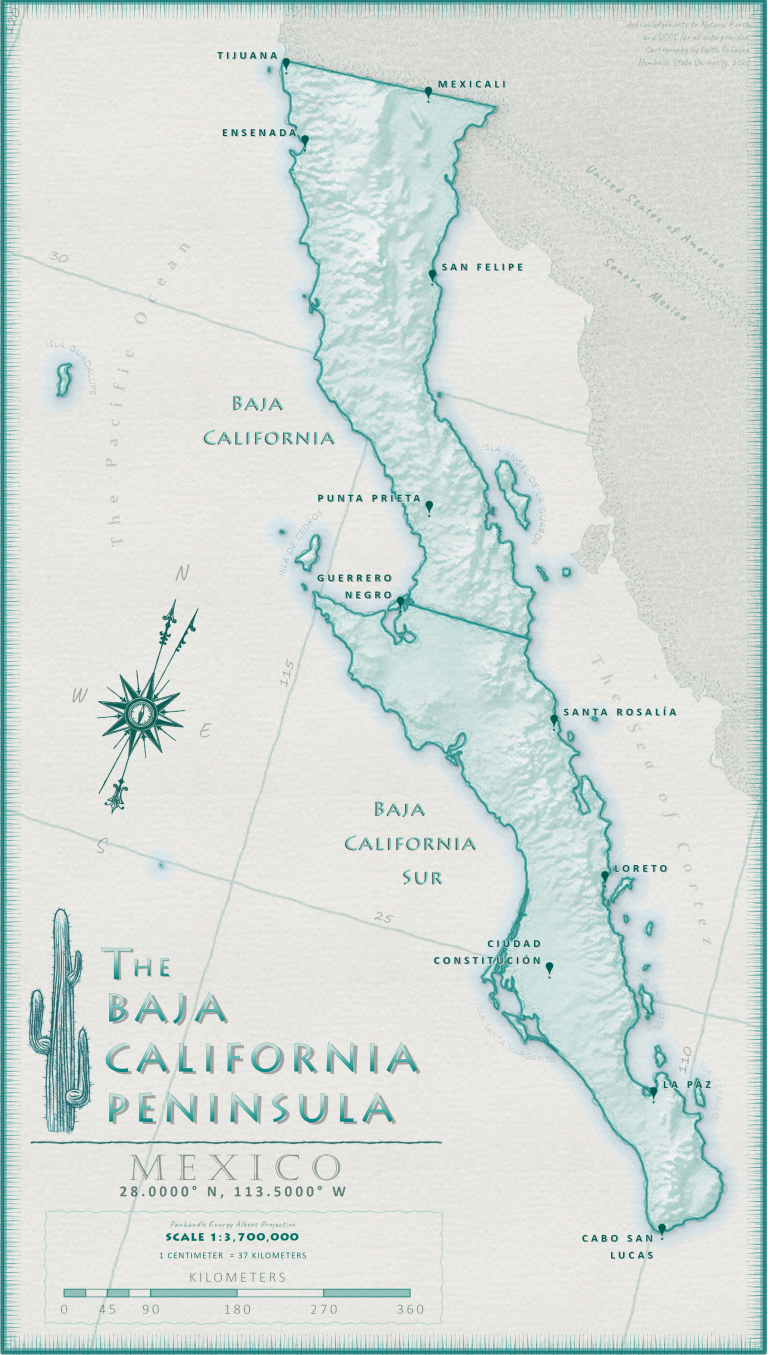 120
Acknowledgements to Natural Earth
and USGS for all data provided.
Cartography by Faith
Humboldt State University, 2020
TIJUANA
MEXICALI
ENSENADA
United States of America
SAN FELIPE
Sonora, Mexico
30
The Pacific Ocean
ISLA GUADALUPE
BAJA
CALIFORNIA
ISLA ANGEL DE LA GUARDA
PUNTA PRIETA
ISLA DE CEDROS
N
GUERRERO
NEGRO
115
W
E
S
SANTA ROSALÍA
The Sea of Cortez
BAJA
CALIFORNIA
SUR
LORETO
25
CIUDAD
CONSTITUCIÓN
THE
BAJA
CALIFORNIA
PENINSULA
110
LA PAZ
MEXICO
28.0000° N, 113.5000° W
Panhandle Energy Albers Projection
SCALE 1:3,700,000
1 CENTIMETER = 37 KILOMETERS
KILOMETERS
0 45 90 180 270 360
CABO SAN
LUCAS